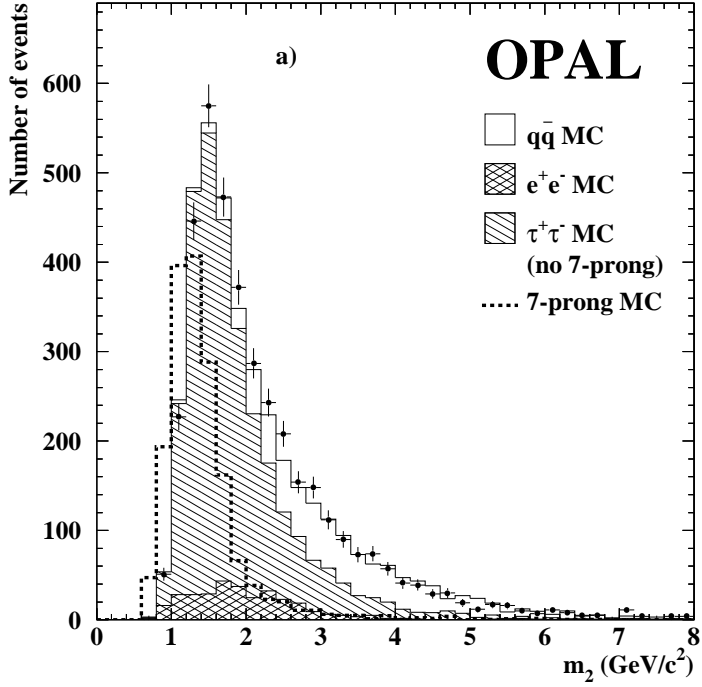 Number of events
a)
OPAL
qq̄ MC
e⁺e⁻ MC
τ⁺τ⁻ MC
(no 7-prong)
7-prong MC
600
500
400
300
200
100
0
0 1 2 3 4 5 6 7 8
m₂ (GeV/c²)